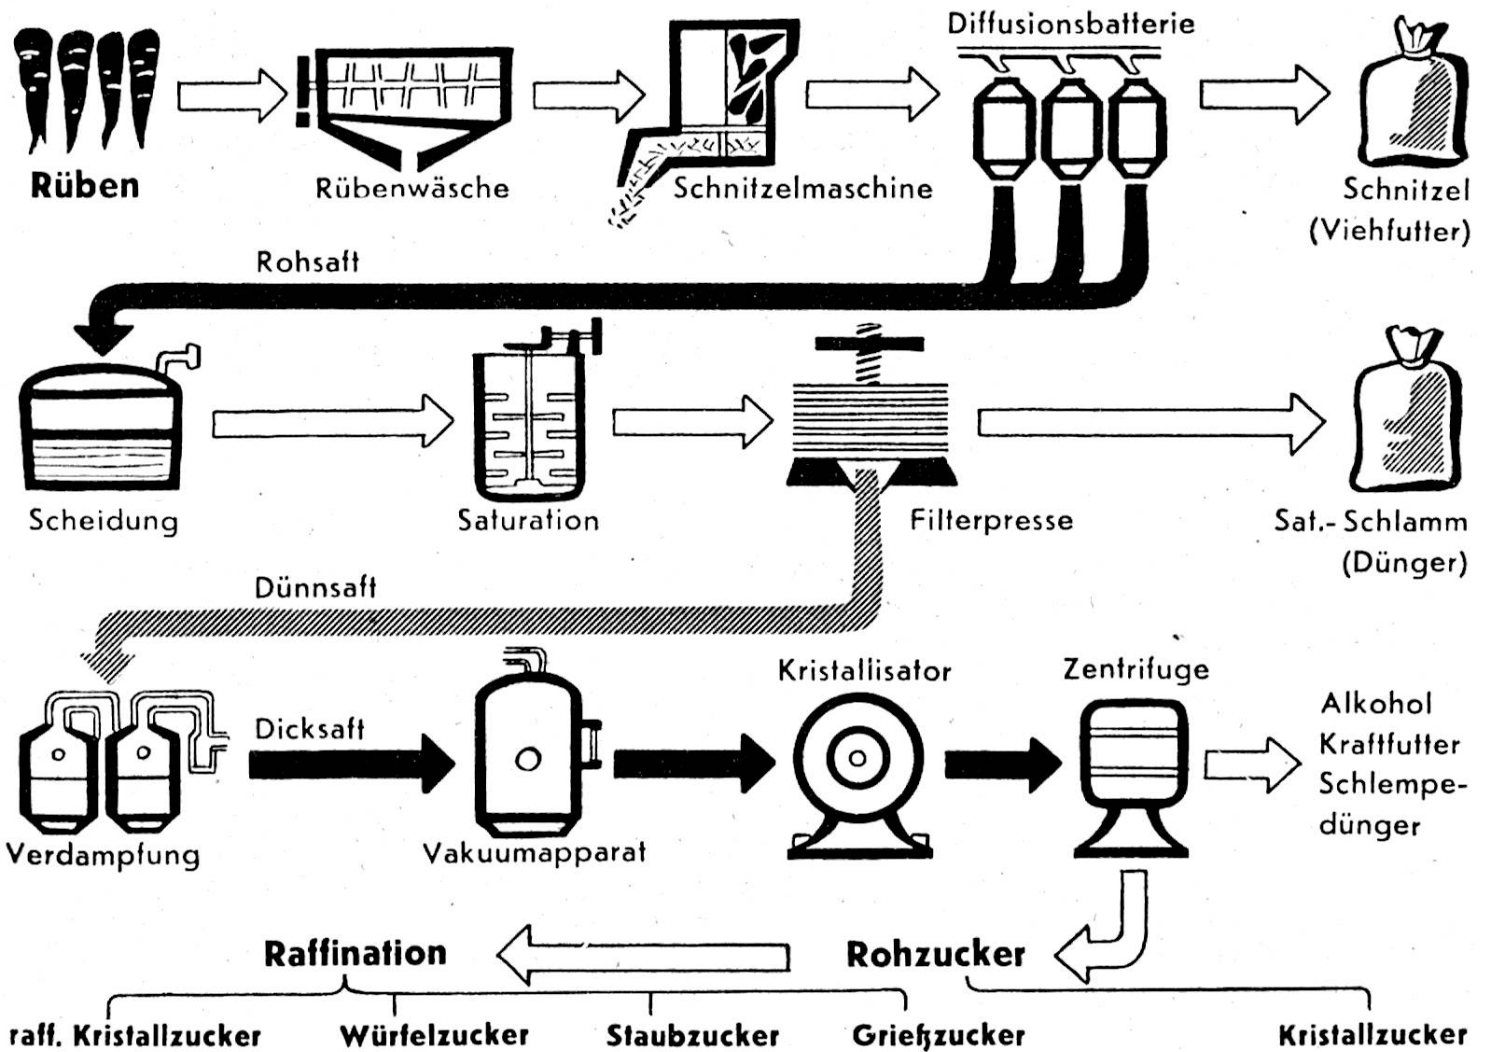 Diffusionsbatterie
Rüben
Rübenwäsche
Schnitzelmaschine
Schnitzel
(Viehfutter)
Rohsaft
Scheidung
Saturation
Filterpresse
Sat.- Schlamm
(Dünger)
Dünnsaft
Kristallisator
Zentrifuge
Dicksaft
Alkohol
Kraftfutter
Schlempe-
dünger
Verdampfung
Vakuumapparat
Raffination
Rohzucker
raff. Kristallzucker
Würfelzucker
Staubzucker
Grießzucker
Kristallzucker